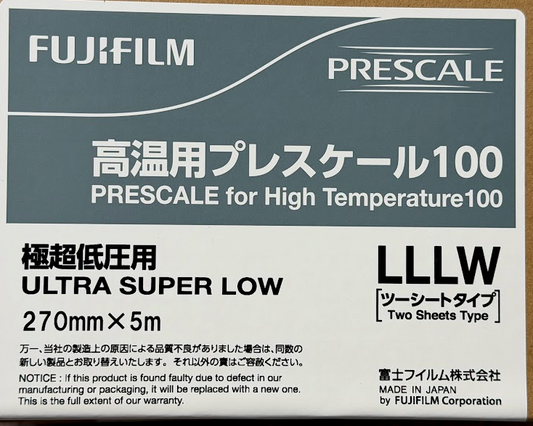 FUJIFILM
PRESCALE
高温用プレスケール100
PRESCALE for High Temperature100
極超低圧用
ULTRA SUPER LOW
270mm×5m
LLLW
[ツーシートタイプ]
Two Sheets Type
万一、当社の製造上の原因による品質不良がありました場合は、同数の
新しい製品とお取り替えいたします。それ以外の責はご容赦ください。
NOTICE : If this product is found faulty due to defect in our
manufacturing or packaging, it will be replaced with a new one.
This is the full extent of our warranty.
富士フイルム株式会社
MADE IN JAPAN
by FUJIFILM Corporation